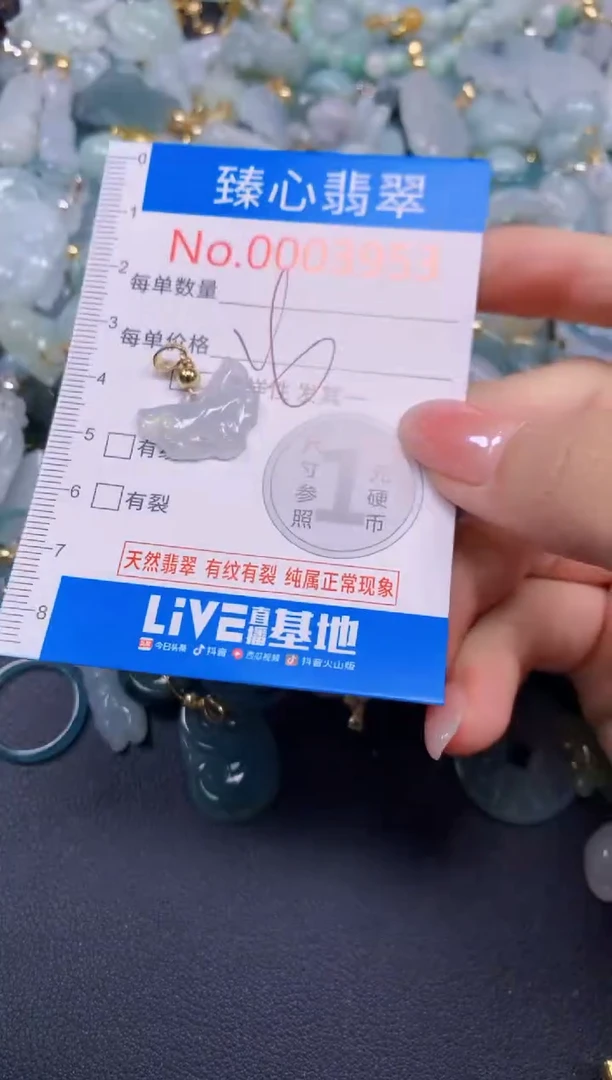 臻心翡翠
No.0003953
0
1
2
3
4
5
6
7
8
每单数量
每单价格
有裂
尺寸参照
1
元硬币
天然翡翠 有纹有裂 纯属正常现象
LiVE直播基地
今日头条 抖音 西瓜视频 抖音火山版